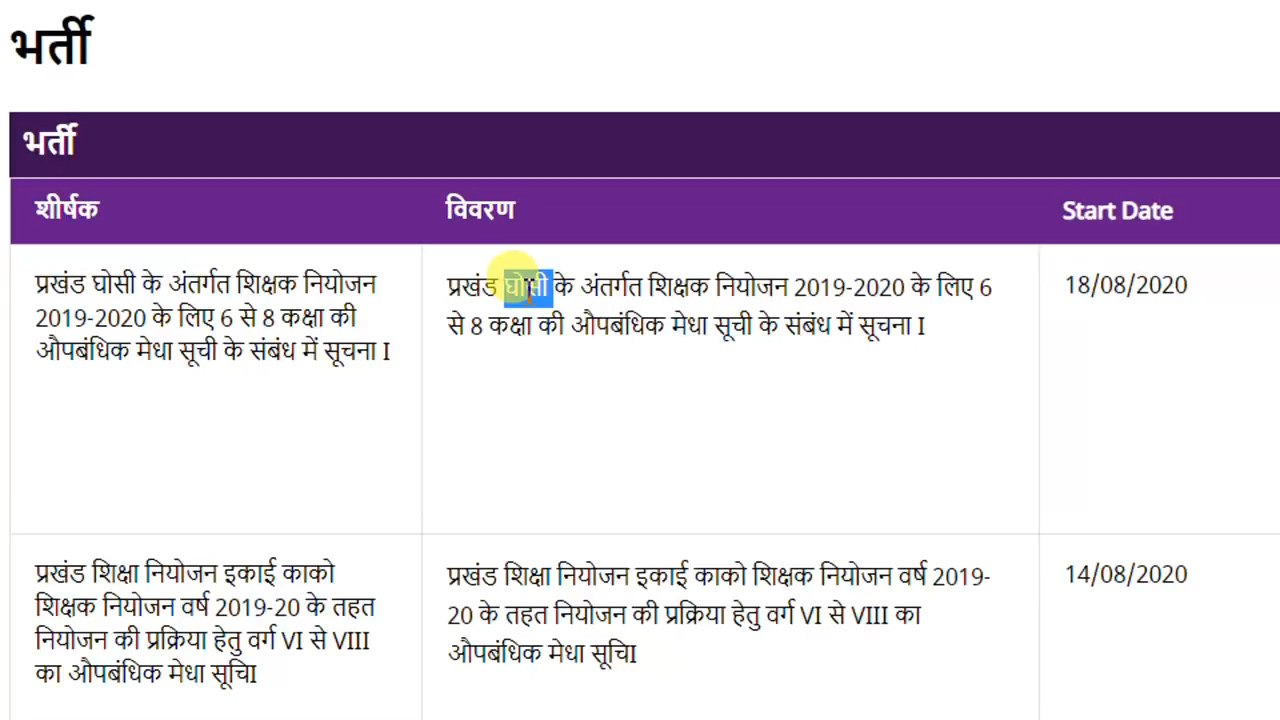 भर्ती
भर्ती
शीर्षक
विवरण
Start Date
प्रखंड घोसी के अंतर्गत शिक्षक नियोजन
2019-2020 के लिए 6 से 8 कक्षा की
औपबंधिक मेधा सूची के संबंध में सूचना I
प्रखंड घोसी के अंतर्गत शिक्षक नियोजन 2019-2020 के लिए 6
से 8 कक्षा की औपबंधिक मेधा सूची के संबंध में सूचना I
18/08/2020
प्रखंड शिक्षा नियोजन इकाई काको
शिक्षक नियोजन वर्ष 2019-20 के तहत
नियोजन की प्रक्रिया हेतु वर्ग VI से VIII
का औपबंधिक मेधा सूचिI
प्रखंड शिक्षा नियोजन इकाई काको शिक्षक नियोजन वर्ष 2019-
20 के तहत नियोजन की प्रक्रिया हेतु वर्ग VI से VIII का
औपबंधिक मेधा सूचिI
14/08/2020